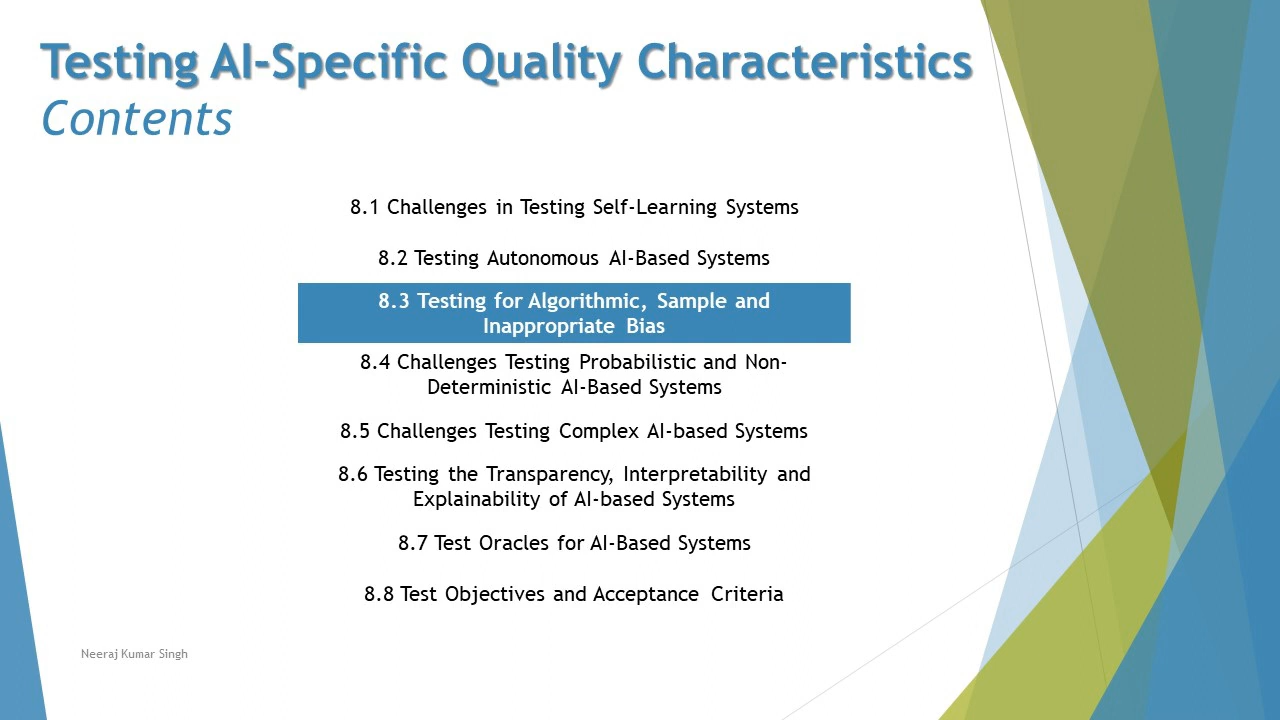 Testing AI-Specific Quality Characteristics
Contents
8.1 Challenges in Testing Self-Learning Systems
8.2 Testing Autonomous AI-Based Systems
8.3 Testing for Algorithmic, Sample and
Inappropriate Bias
8.4 Challenges Testing Probabilistic and Non-
Deterministic AI-Based Systems
8.5 Challenges Testing Complex AI-based Systems
8.6 Testing the Transparency, Interpretability and
Explainability of AI-based Systems
8.7 Test Oracles for AI-Based Systems
8.8 Test Objectives and Acceptance Criteria
Neeraj Kumar Singh